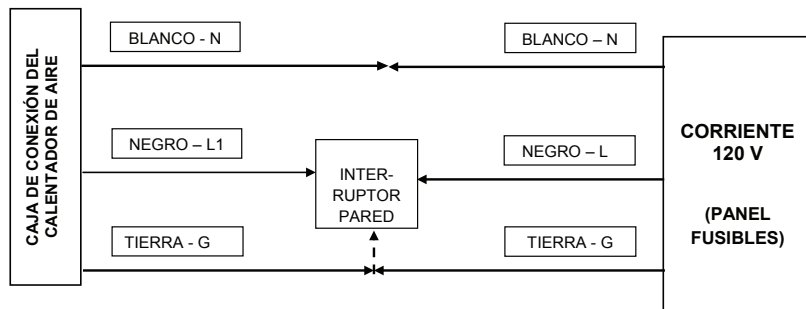 CAJA DE CONEXIÓN DEL
CALENTADOR DE AIRE
BLANCO - N
BLANCO – N
NEGRO – L1
INTER-
RUPTOR
PARED
NEGRO – L
TIERRA - G
TIERRA - G
CORRIENTE
120 V
(PANEL
FUSIBLES)